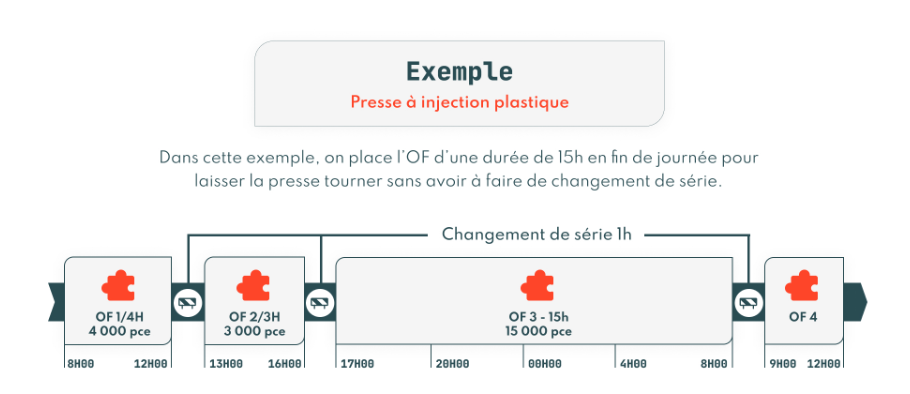 Exemple
Presse à injection plastique
Dans cette exemple, on place l'OF d'une durée de 15h en fin de journée pour
laisser la presse tourner sans avoir à faire de changement de série.
Changement de série 1h
OF 1/4H
4 000 pce
OF 2/3H
3 000 pce
OF 3 - 15h
15 000 pce
OF 4
8H00 12H00 13H00 16H00 17H00 20H00 00H00 4H00 8H00 9H00 12H00